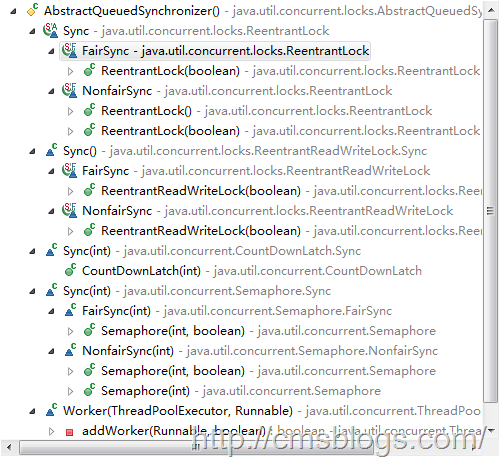 AbstractQueuedSynchronizer() - java.util.concurrent.locks.AbstractQueuedSy
Sync - java.util.concurrent.locks.ReentrantLock
FairSync - java.util.concurrent.locks.ReentrantLock
ReentrantLock(boolean) - java.util.concurrent.locks.ReentrantLock
NonfairSync - java.util.concurrent.locks.ReentrantLock
ReentrantLock() - java.util.concurrent.locks.ReentrantLock
ReentrantLock(boolean) - java.util.concurrent.locks.ReentrantLock
Sync() - java.util.concurrent.locks.ReentrantReadWriteLock.Sync
FairSync - java.util.concurrent.locks.ReentrantReadWriteLock
ReentrantReadWriteLock(boolean) - java.util.concurrent.locks.Reen
NonfairSync - java.util.concurrent.locks.ReentrantReadWriteLock
ReentrantReadWriteLock(boolean) - java.util.concurrent.locks.Reen
Sync(int) - java.util.concurrent.CountDownLatch.Sync
CountDownLatch(int) - java.util.concurrent.CountDownLatch
Sync(int) - java.util.concurrent.Semaphore.Sync
FairSync(int) - java.util.concurrent.Semaphore.FairSync
Semaphore(int, boolean) - java.util.concurrent.Semaphore
NonfairSync(int) - java.util.concurrent.Semaphore.NonfairSync
Semaphore(int, boolean) - java.util.concurrent.Semaphore
Semaphore(int) - java.util.concurrent.Semaphore
Worker(ThreadPoolExecutor, Runnable) - java.util.concurrent.ThreadPoo
addWorker(Runnable, boolean) : boolean - java.util.concurrent.Threa
http://cmsblogs.com/